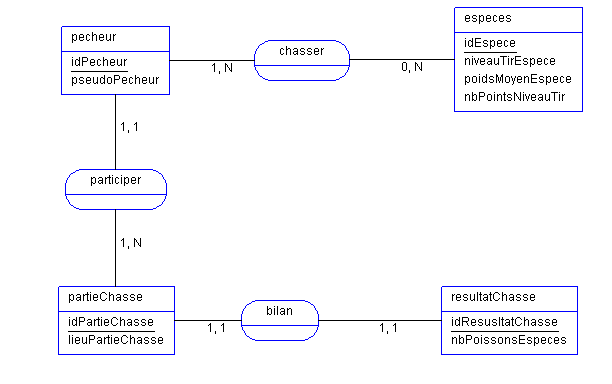 pecheur
idPecheur
pseudoPecheur
1, N
chasser
0, N
especes
idEspece
niveauTirEspece
poidsMoyenEspece
nbPointsNiveauTir
1, 1
participer
1, N
partieChasse
idPartieChasse
lieuPartieChasse
1, 1
bilan
1, 1
resultatChasse
idResusltatChasse
nbPoissonsEspeces